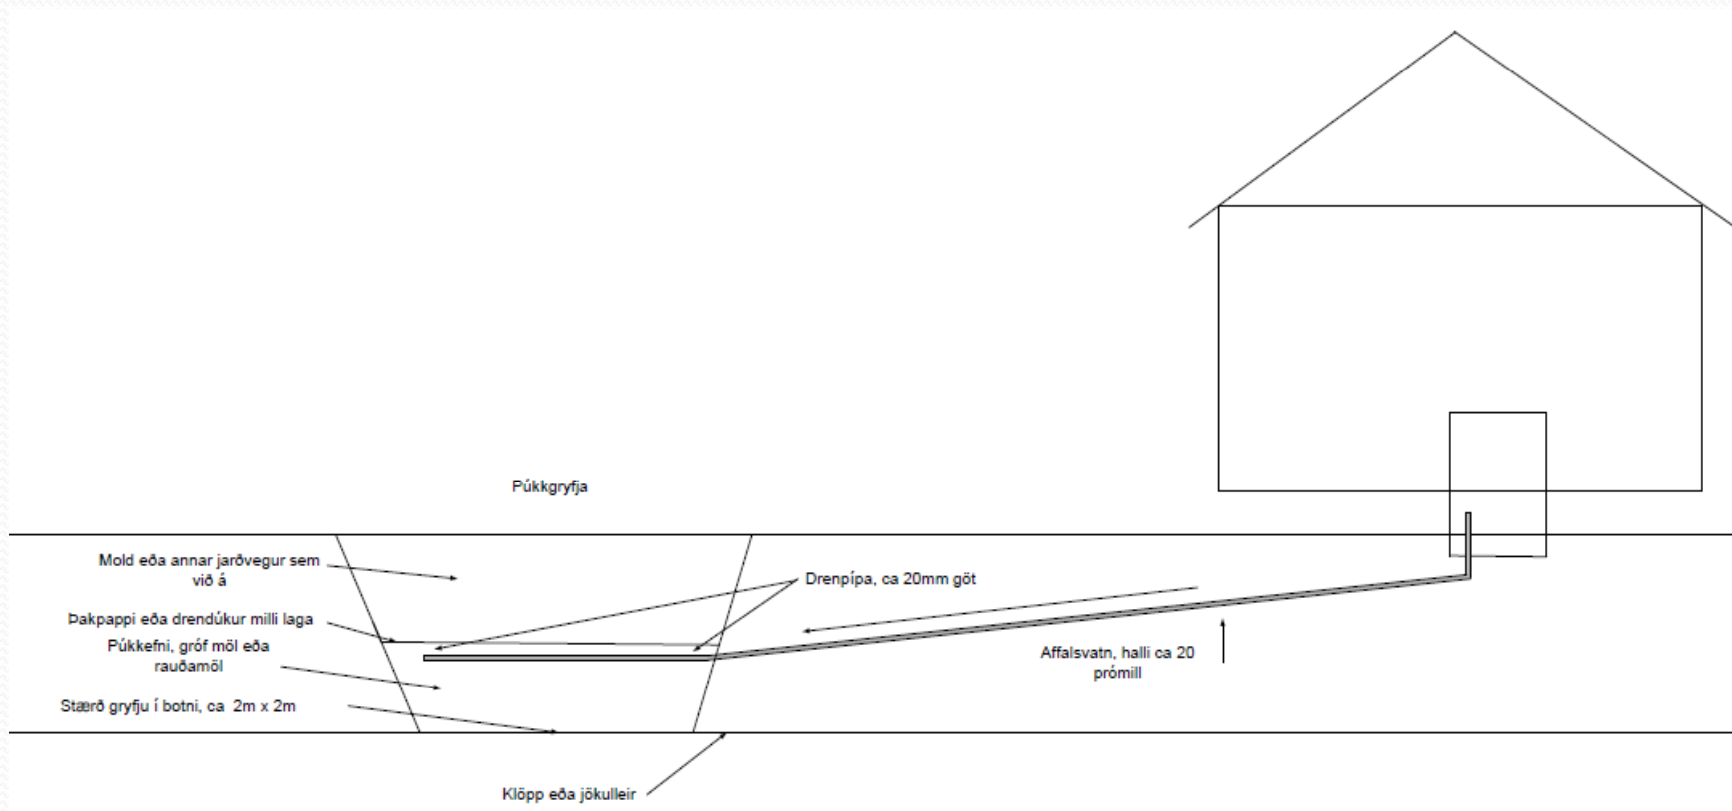 Púkkgryfja
Mold eða annar jarðvegur sem
við á
Þakpappi eða drendúkur milli laga
Púkkefni, gróf möl eða
rauðamöl
Stærð gryfju í botni, ca 2m x 2m
Drenpípa, ca 20mm göt
Affalsvatn, halli ca 20
prómill
Klöpp eða jökulleir